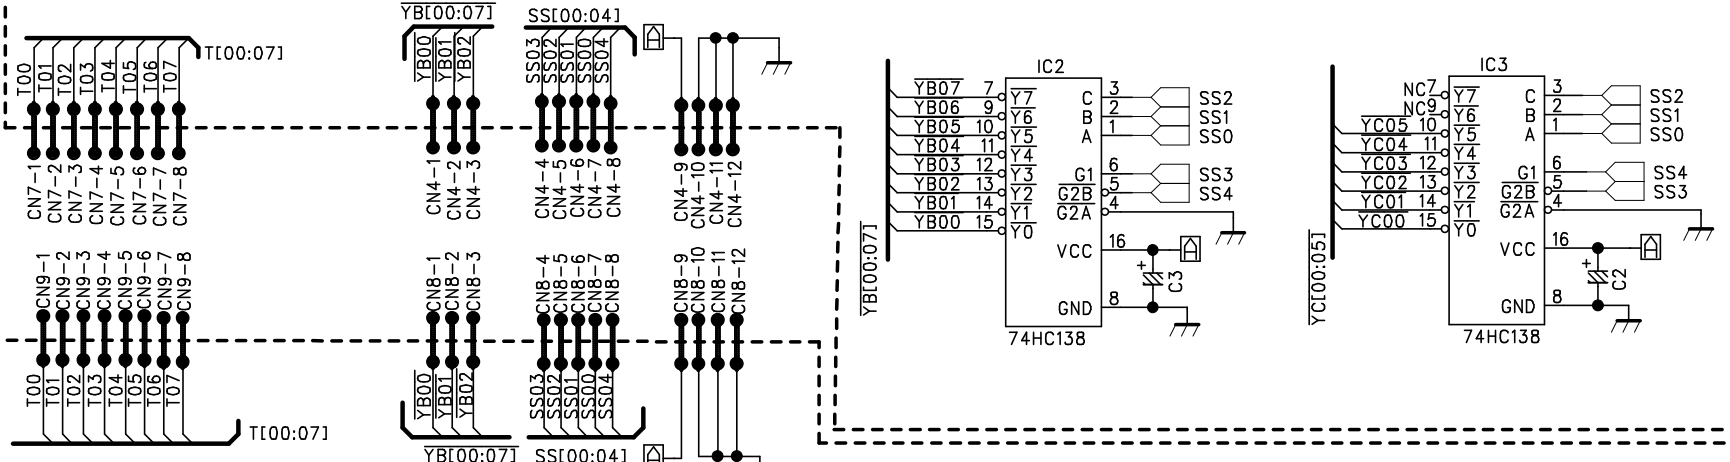 YB[00:07]
SS[00:04]
T[00:07]
A
T00
T01
T02
T03
T04
T05
T06
T07
YB00
YB01
YB02
SS03
SS02
SS01
SS00
SS04
CN7-1
CN7-2
CN7-3
CN7-4
CN7-5
CN7-6
CN7-7
CN7-8
CN4-1
CN4-2
CN4-3
CN4-4
CN4-5
CN4-6
CN4-7
CN4-8
CN4-9
CN4-10
CN4-11
CN4-12
CN9-1
CN9-2
CN9-3
CN9-4
CN9-5
CN9-6
CN9-7
CN9-8
CN8-1
CN8-2
CN8-3
CN8-4
CN8-5
CN8-6
CN8-7
CN8-8
CN8-9
CN8-10
CN8-11
CN8-12
T00
T01
T02
T03
T04
T05
T06
T07
YB00
YB01
YB02
SS03
SS02
SS01
SS00
SS04
T[00:07]
YB[00:07]
SS[00:04]
A
IC2
YB07 7 Y7 C 3 SS2
YB06 9 Y6 B 2 SS1
YB05 10 Y5 A 1 SS0
YB04 11 Y4
YB03 12 Y3 G1 6 SS3
YB02 13 Y2 G2B 5 SS4
YB01 14 Y1 G2A 4
YB00 15 Y0
VCC 16 A
+ C3
GND 8
74HC138
YB[00:07]
IC3
NC 7 Y7 C 3 SS2
NC 9 Y6 B 2 SS1
YC05 10 Y5 A 1 SS0
YC04 11 Y4
YC03 12 Y3 G1 6 SS4
YC02 13 Y2 G2B 5 SS3
YC01 14 Y1 G2A 4
YC00 15 Y0
VCC 16 A
+ C2
GND 8
74HC138
YC[00:05]